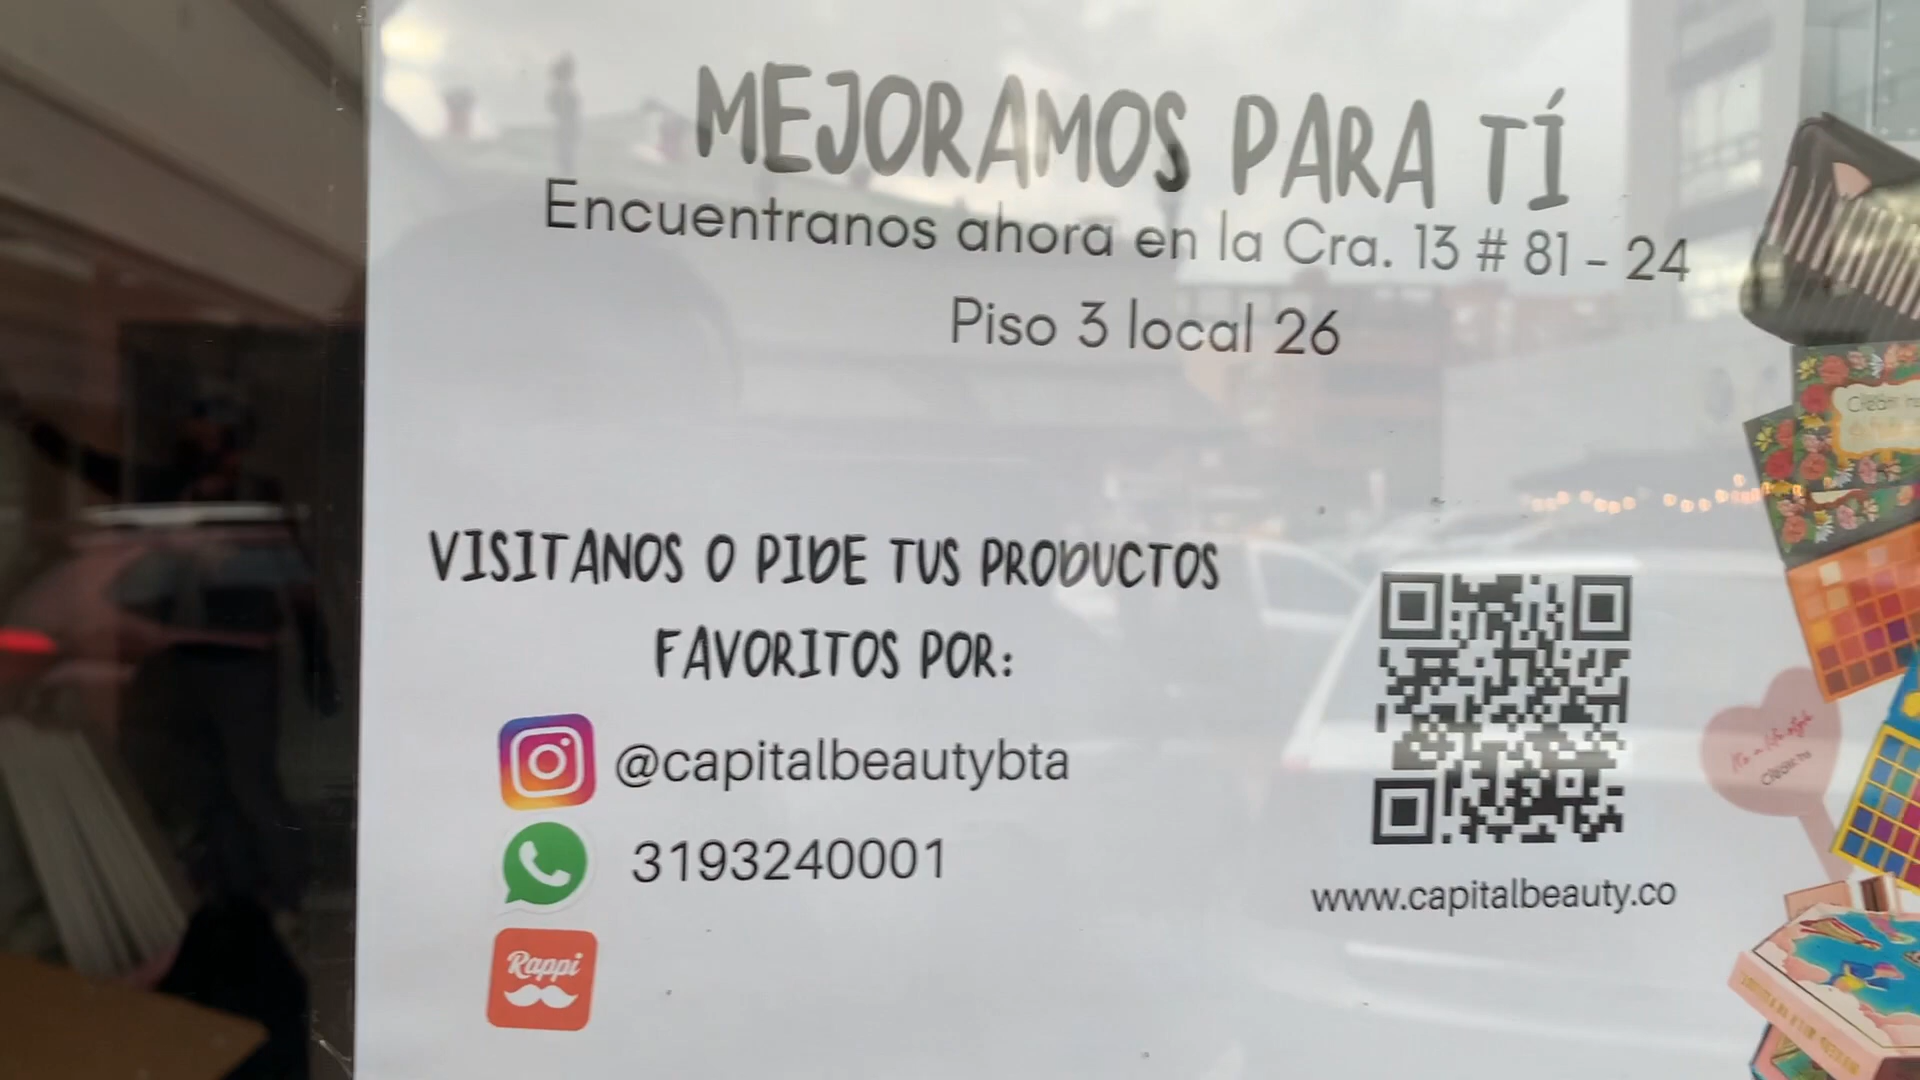 MEJORAMOS PARA TÍ
Encuentranos ahora en la Cra. 13 # 81 - 24
Piso 3 local 26
VISITANOS O PIDE TUS PRODUCTOS
FAVORITOS POR:
@capitalbeautybta
3193240001
Rappi
www.capitalbeauty.co